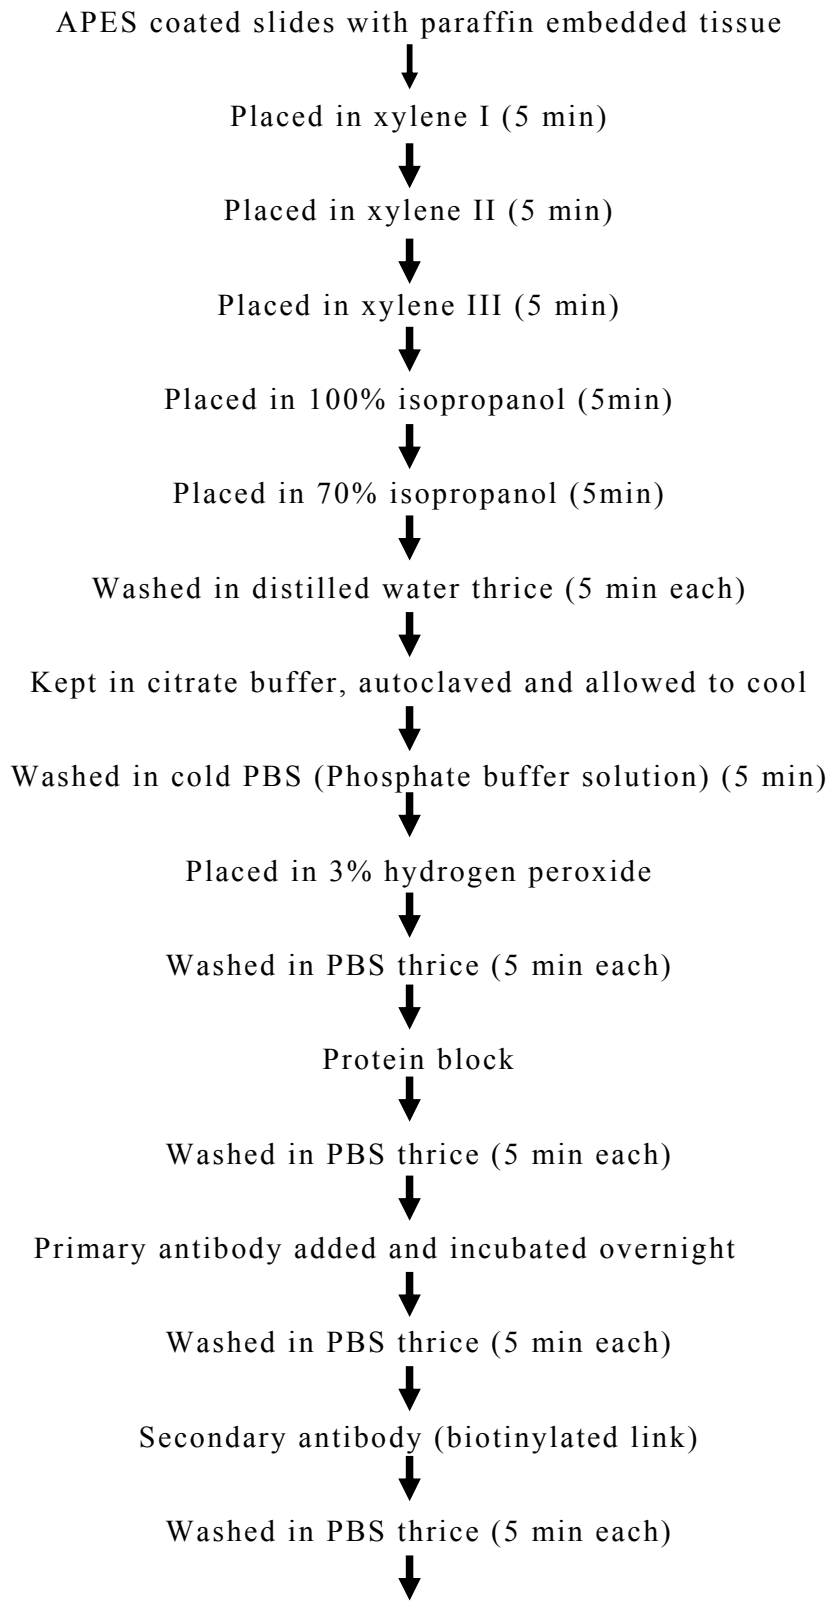 APES coated slides with paraffin embedded tissue
Placed in xylene I (5 min)
Placed in xylene II (5 min)
Placed in xylene III (5 min)
Placed in 100% isopropanol (5min)
Placed in 70% isopropanol (5min)
Washed in distilled water thrice (5 min each)
Kept in citrate buffer, autoclaved and allowed to cool
Washed in cold PBS (Phosphate buffer solution) (5 min)
Placed in 3% hydrogen peroxide
Washed in PBS thrice (5 min each)
Protein block
Washed in PBS thrice (5 min each)
Primary antibody added and incubated overnight
Washed in PBS thrice (5 min each)
Secondary antibody (biotinylated link)
Washed in PBS thrice (5 min each)